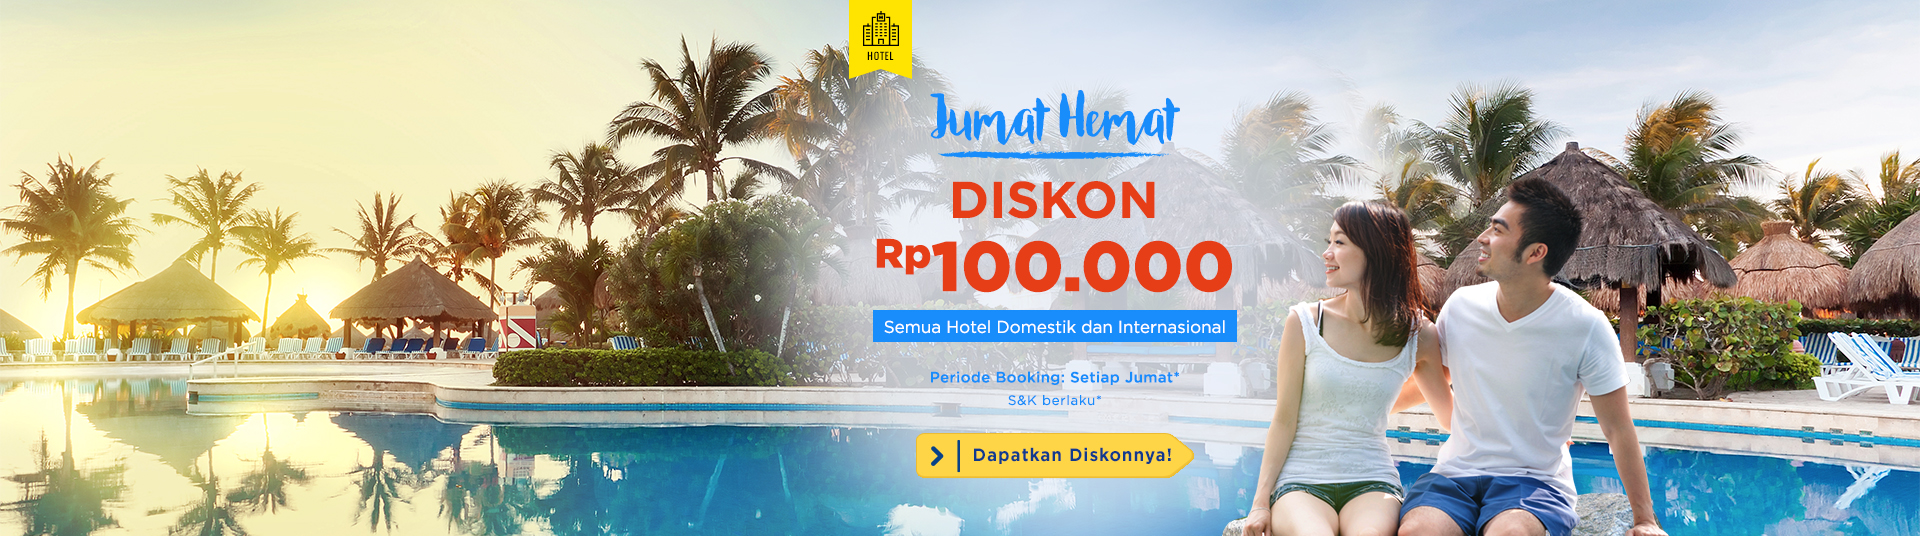 HOTEL
Jumat Hemat
DISKON
Rp100.000
Semua Hotel Domestik dan Internasional
Periode Booking: Setiap Jumat*
S&K berlaku*
Dapatkan Diskonnya!